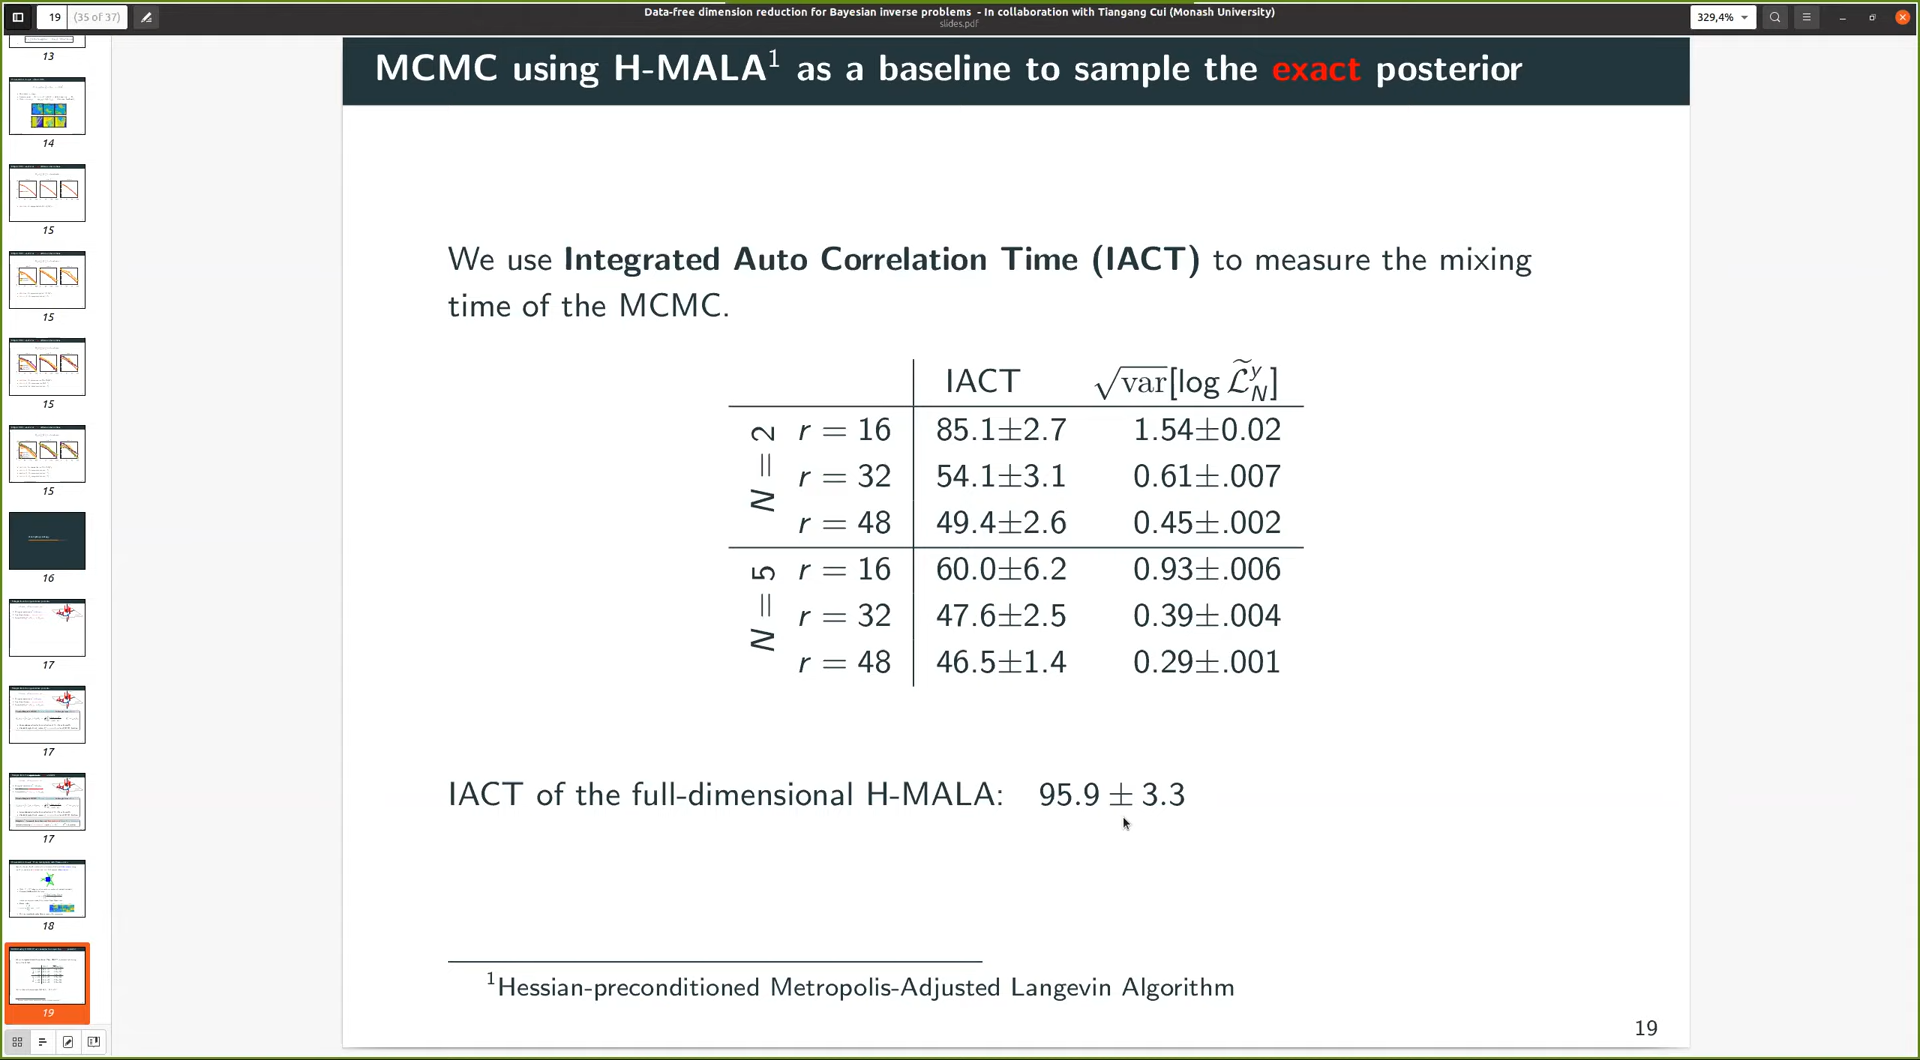 19 (35 of 37)
Data-free dimension reduction for Bayesian inverse problems - In collaboration with Tiangang Cui (Monash University)
slides.pdf
329,4%
13
14
15
15
15
15
16
17
17
17
18
19
MCMC using H-MALA¹ as a baseline to sample the exact posterior
We use Integrated Auto Correlation Time (IACT) to measure the mixing
time of the MCMC.
IACT √var[log ℒ̃_N^y]
N = 2
r = 16 85.1±2.7 1.54±0.02
r = 32 54.1±3.1 0.61±.007
r = 48 49.4±2.6 0.45±.002
N = 5
r = 16 60.0±6.2 0.93±.006
r = 32 47.6±2.5 0.39±.004
r = 48 46.5±1.4 0.29±.001
IACT of the full-dimensional H-MALA: 95.9 ± 3.3
¹Hessian-preconditioned Metropolis-Adjusted Langevin Algorithm
19